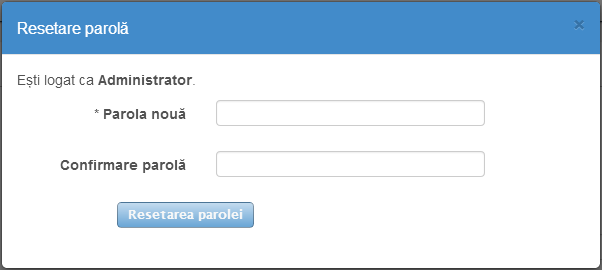 Resetare parolă
×
Ești logat ca Administrator.
* Parola nouă
Confirmare parolă
Resetarea parolei